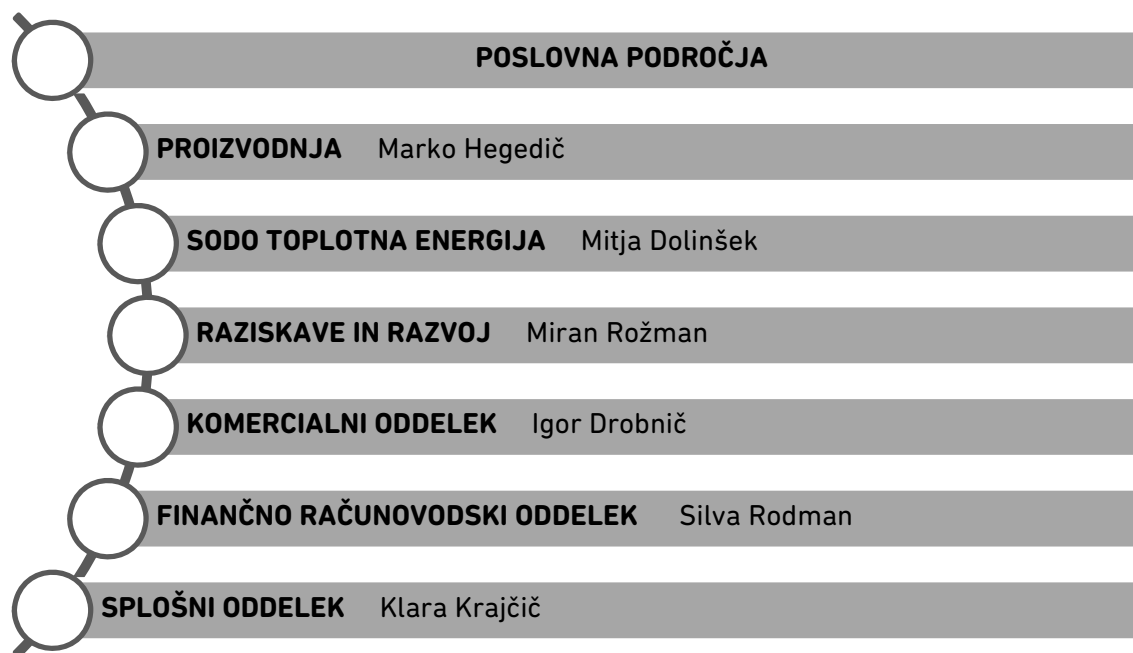 POSLOVNA PODROČJA
PROIZVODNJA Marko Hegedič
SODO TOPLOTNA ENERGIJA Mitja Dolinšek
RAZISKAVE IN RAZVOJ Miran Rožman
KOMERCIALNI ODDELEK Igor Drobnič
FINANČNO RAČUNOVODSKI ODDELEK Silva Rodman
SPLOŠNI ODDELEK Klara Krajčič